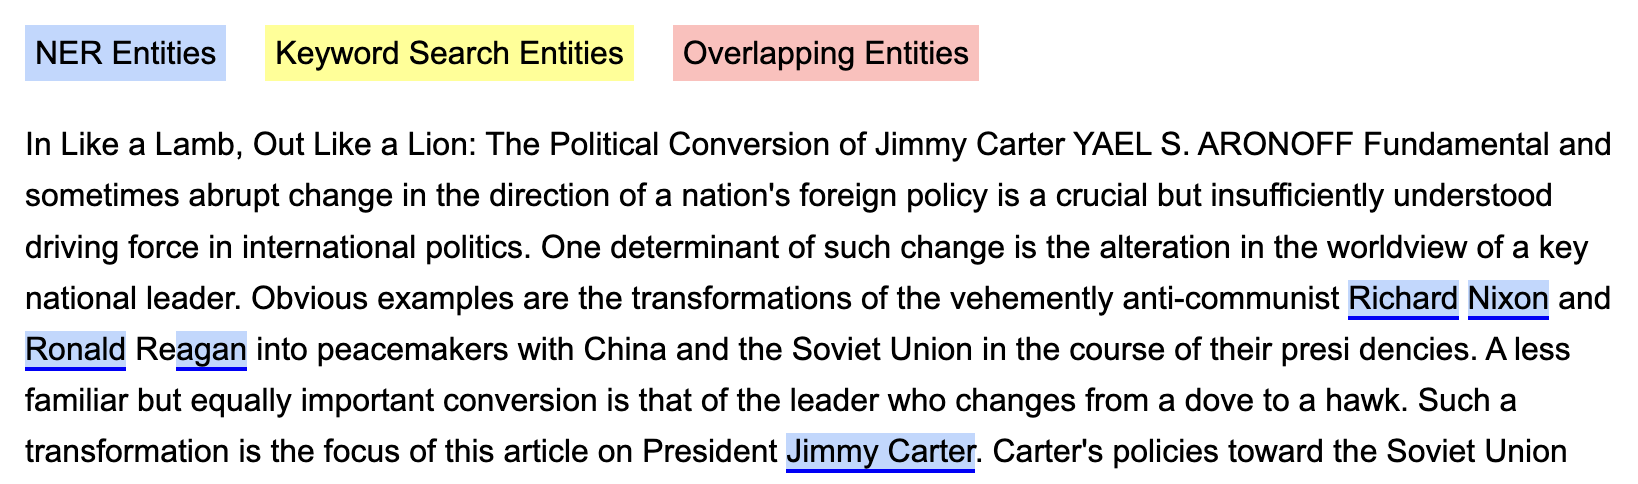 NER Entities Keyword Search Entities Overlapping Entities
In Like a Lamb, Out Like a Lion: The Political Conversion of Jimmy Carter YAEL S. ARONOFF Fundamental and
sometimes abrupt change in the direction of a nation's foreign policy is a crucial but insufficiently understood
driving force in international politics. One determinant of such change is the alteration in the worldview of a key
national leader. Obvious examples are the transformations of the vehemently anti-communist Richard Nixon and
Ronald Reagan into peacemakers with China and the Soviet Union in the course of their presi dencies. A less
familiar but equally important conversion is that of the leader who changes from a dove to a hawk. Such a
transformation is the focus of this article on President Jimmy Carter. Carter's policies toward the Soviet Union